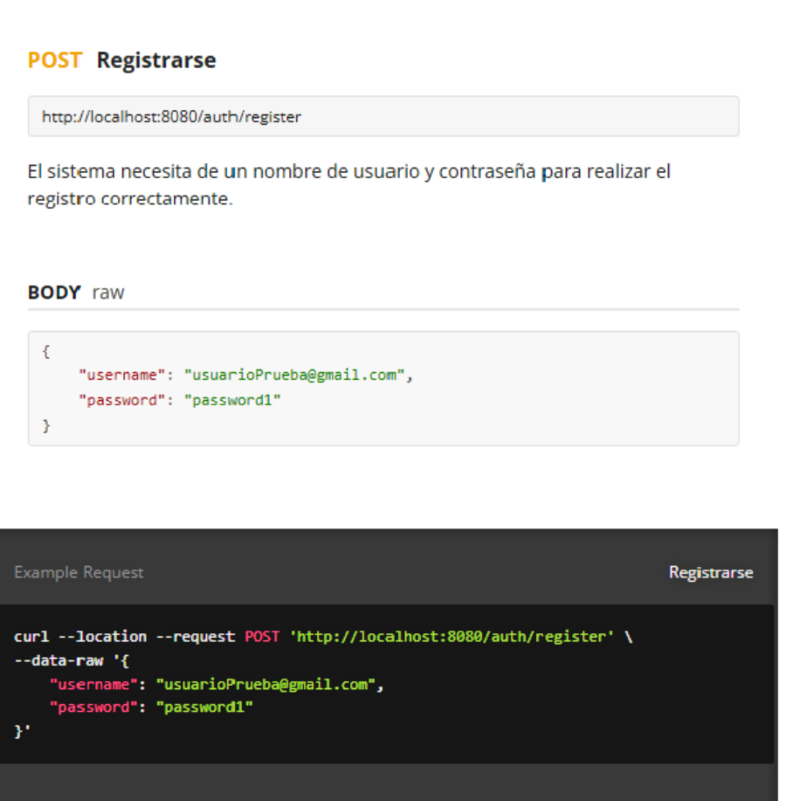 POST Registrarse
http://localhost:8080/auth/register
El sistema necesita de un nombre de usuario y contraseña para realizar el
registro correctamente.
BODY raw
{
    "username": "usuarioPrueba@gmail.com",
    "password": "password1"
}
Example Request Registrarse
curl --location --request POST 'http://localhost:8080/auth/register' \
--data-raw '{
    "username": "usuarioPrueba@gmail.com",
    "password": "password1"
}'